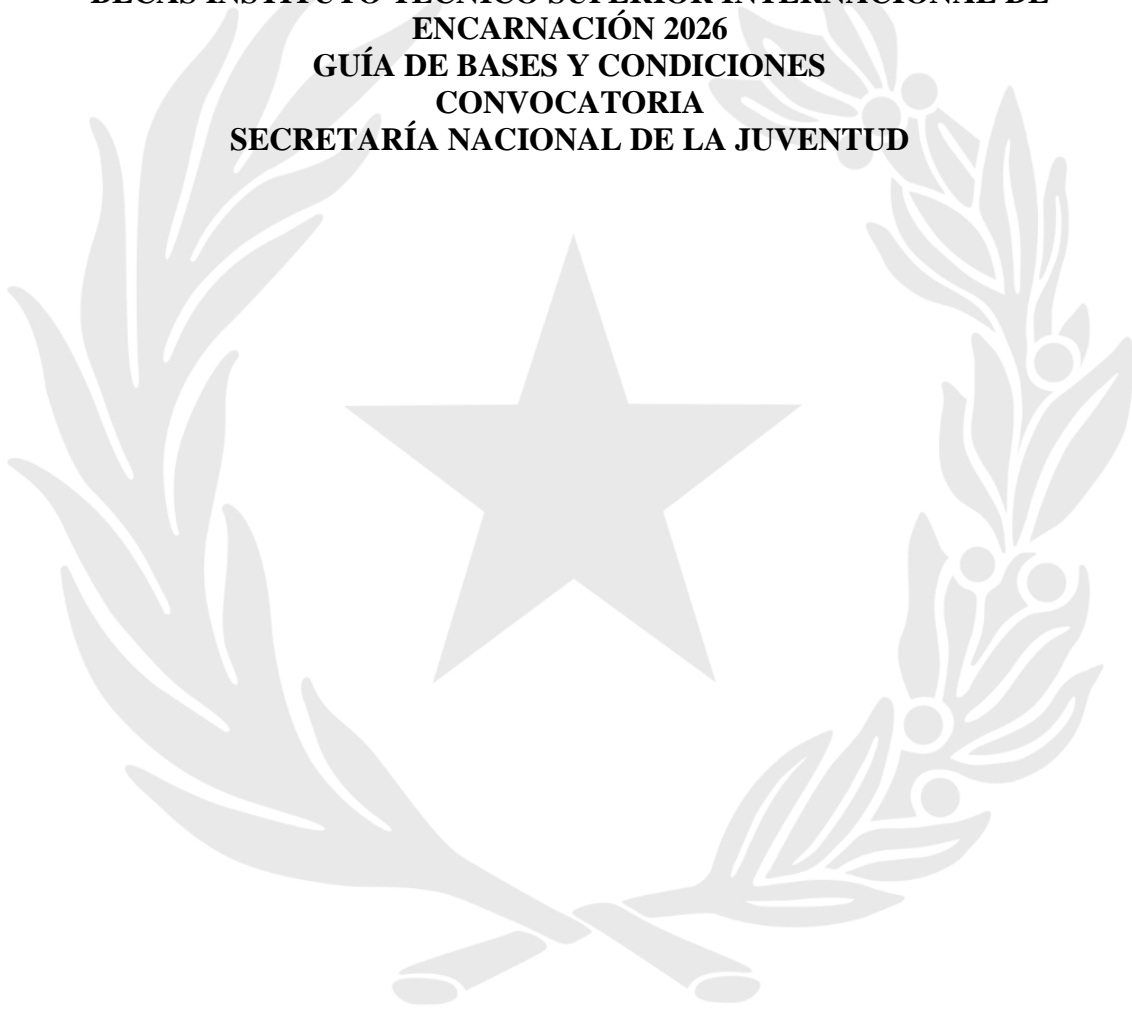 BECAS INSTITUTO TÉCNICO SUPERIOR INTERNACIONAL DE
ENCARNACIÓN 2026
GUÍA DE BASES Y CONDICIONES
CONVOCATORIA
SECRETARÍA NACIONAL DE LA JUVENTUD